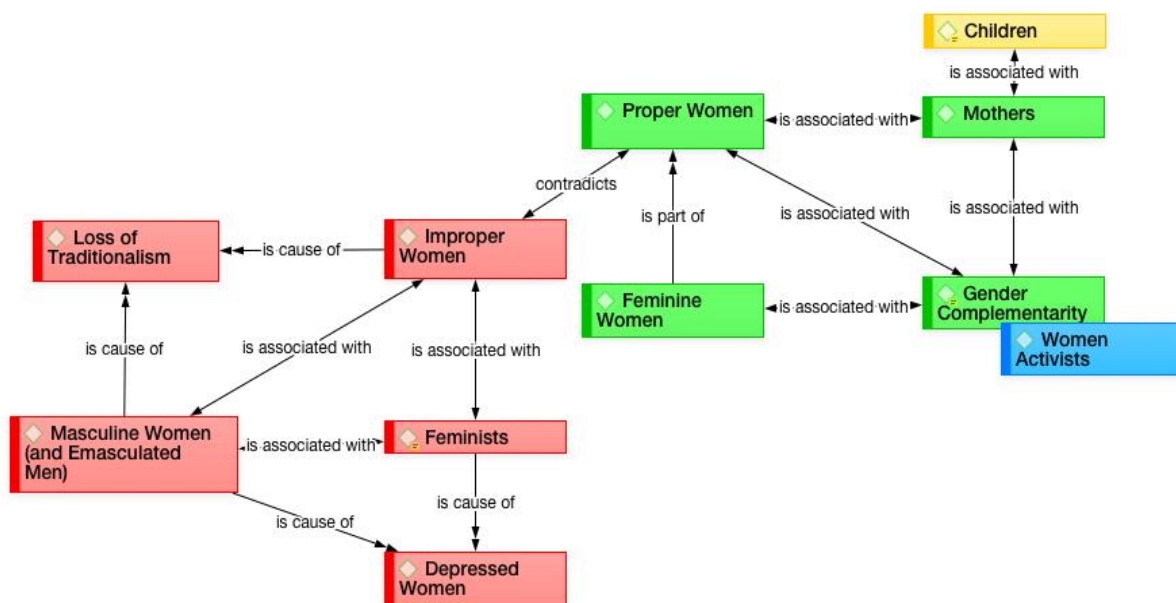 Children
is associated with
Proper Women
is associated with
Mothers
contradicts
is part of
is associated with
is associated with
Loss of
Traditionalism
is cause of
Improper
Women
Feminine
Women
is associated with
Gender
Complementarity
Women
Activists
is cause of
is associated with
is associated with
Masculine Women
(and Emasculated
Men)
is associated with
Feminists
is cause of
is cause of
Depressed
Women